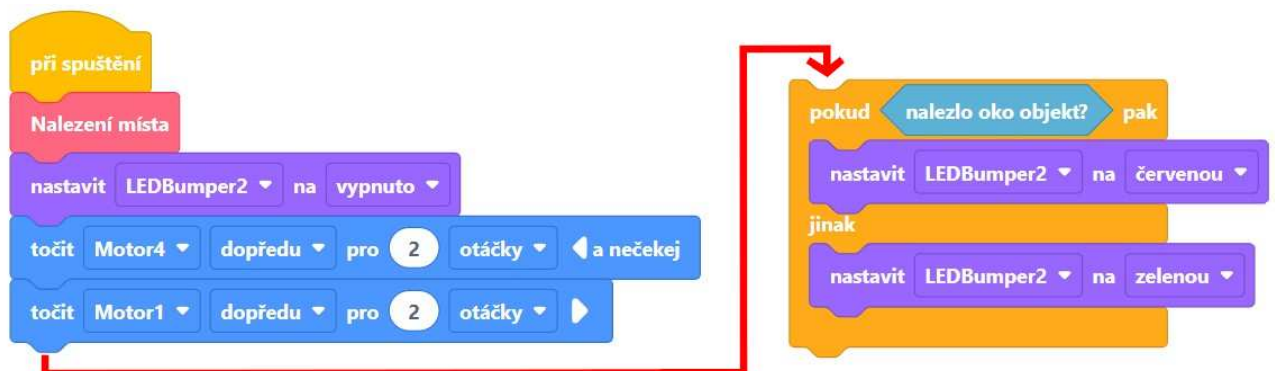 při spuštění
Nalezení místa
nastavit LEDBumper2 na vypnuto
točit Motor4 dopředu pro 2 otáčky a nečekej
točit Motor1 dopředu pro 2 otáčky
pokud nalezlo oko objekt? pak
nastavit LEDBumper2 na červenou
jinak
nastavit LEDBumper2 na zelenou